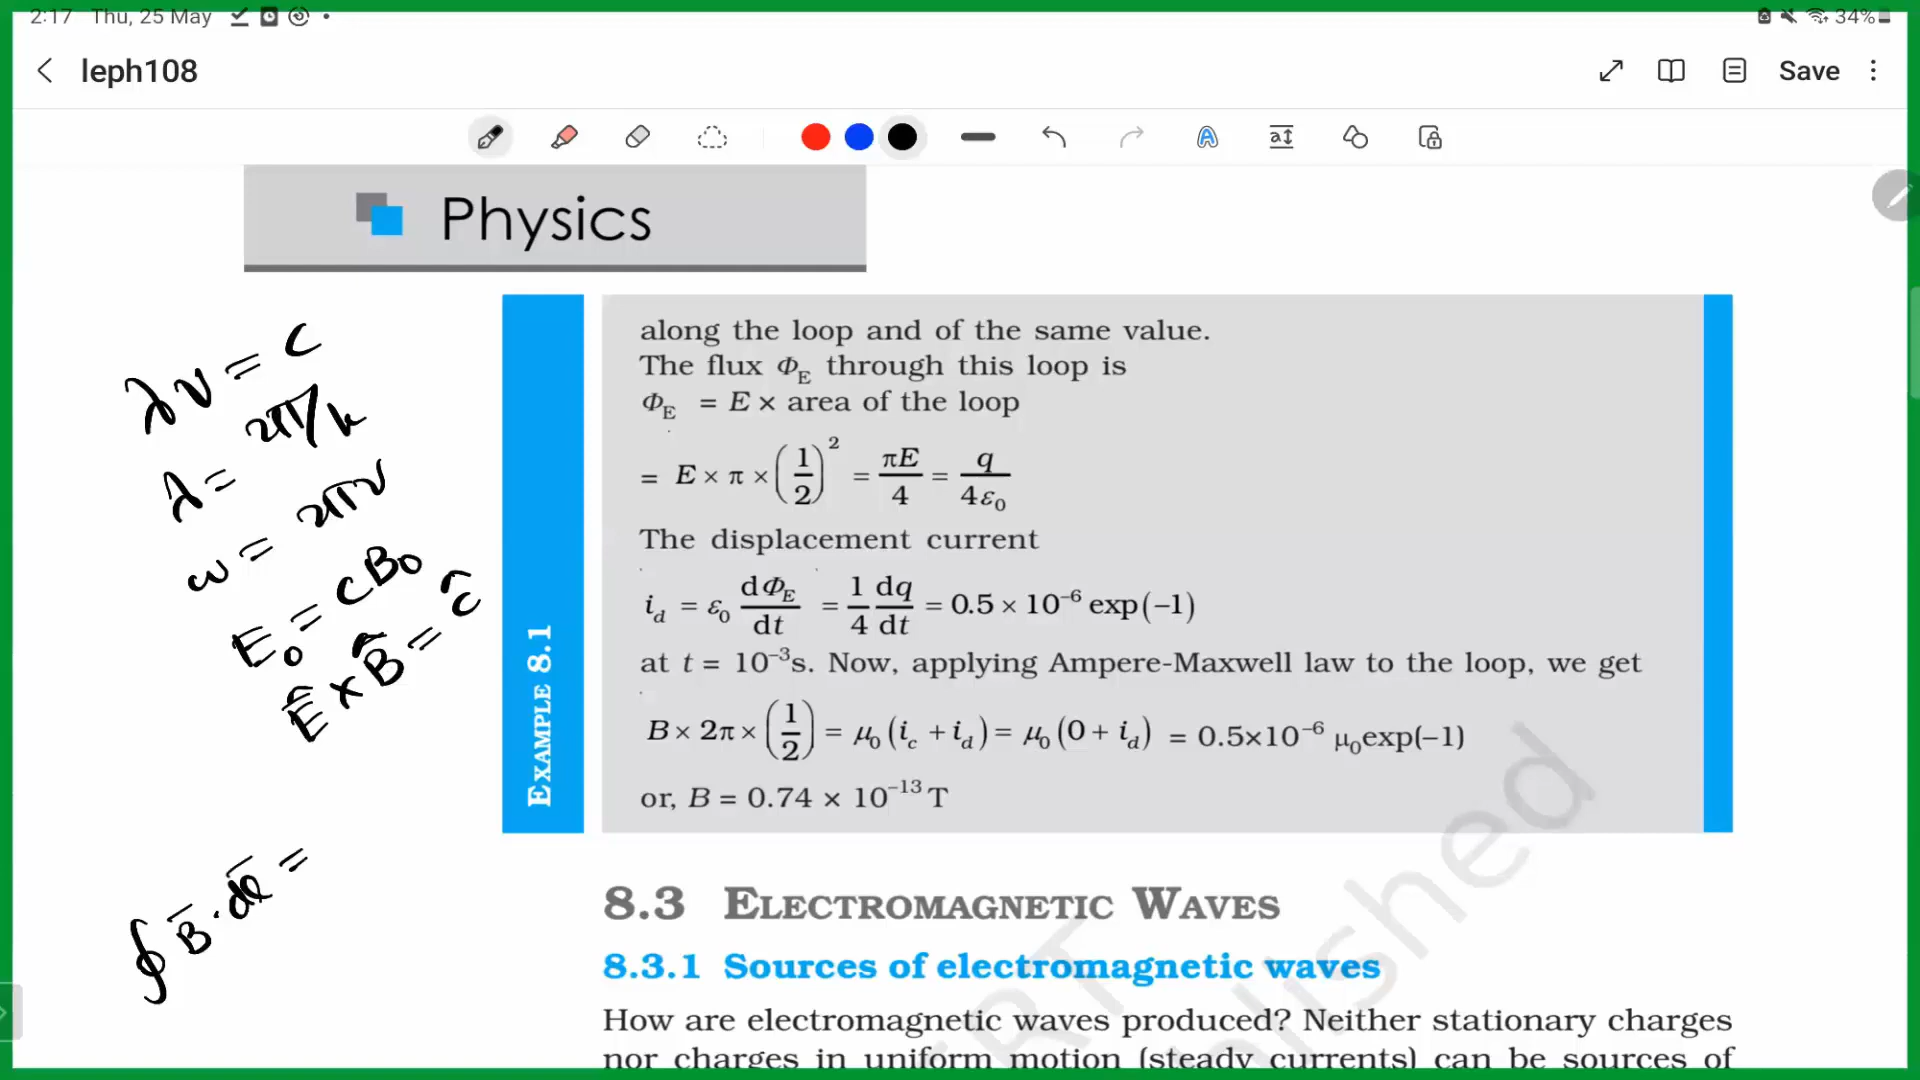 2:17 Thu, 25 May
34%
leph108
Save
Physics
λν = c
λ = 2π/k
ω = 2πν
E₀ = cB₀
E̅ × B̅ = c̅
∮ B̅ · dl̅ =
EXAMPLE 8.1
along the loop and of the same value.
The flux Φ_E through this loop is
Φ_E = E × area of the loop
= E × π × (1/2)² = πE/4 = q/4ε₀
The displacement current
i_d = ε₀ dΦ_E/dt = 1/4 dq/dt = 0.5 × 10⁻⁶ exp(−1)
at t = 10⁻³s. Now, applying Ampere-Maxwell law to the loop, we get
B × 2π × (1/2) = μ₀ (i_c + i_d) = μ₀ (0 + i_d) = 0.5×10⁻⁶ μ₀exp(−1)
or, B = 0.74 × 10⁻¹³ T
8.3 ELECTROMAGNETIC WAVES
8.3.1 Sources of electromagnetic waves
How are electromagnetic waves produced? Neither stationary charges
nor charges in uniform motion (steady currents) can be sources of